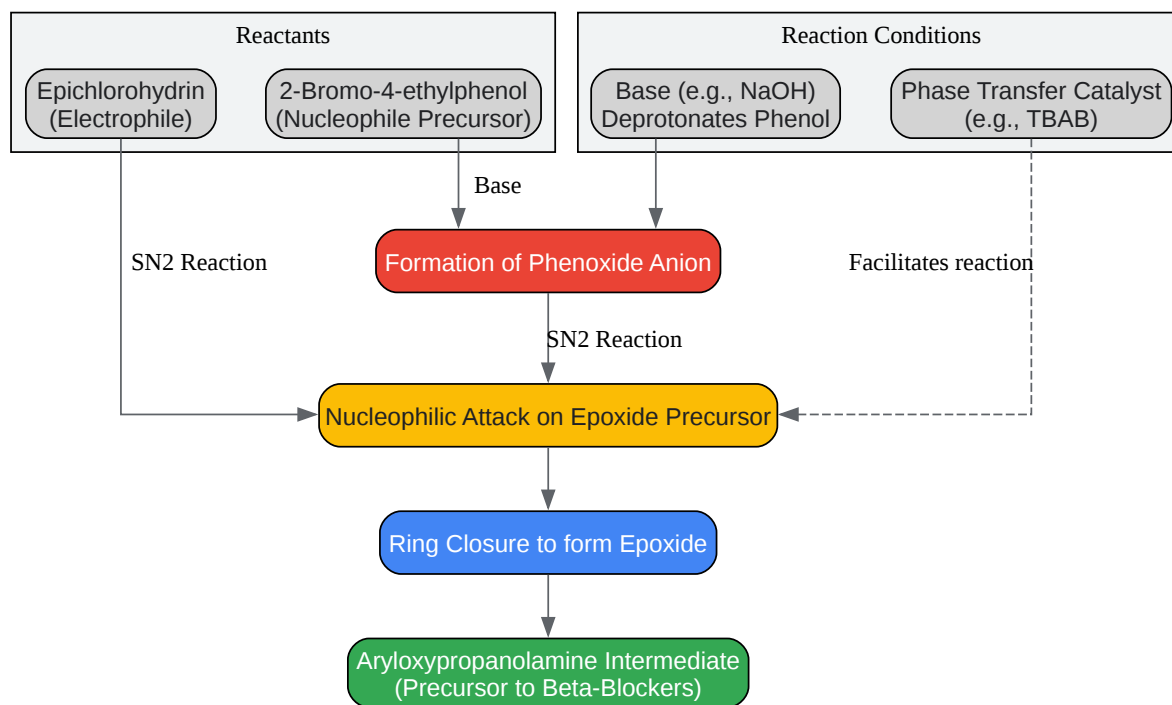 Reactants
Reaction Conditions
Epichlorohydrin
(Electrophile)
2-Bromo-4-ethylphenol
(Nucleophile Precursor)
Base (e.g., NaOH)
Deprotonates Phenol
Phase Transfer Catalyst
(e.g., TBAB)
Base
SN2 Reaction
Formation of Phenoxide Anion
Facilitates reaction
SN2 Reaction
Nucleophilic Attack on Epoxide Precursor
Ring Closure to form Epoxide
Aryloxypropanolamine Intermediate
(Precursor to Beta-Blockers)